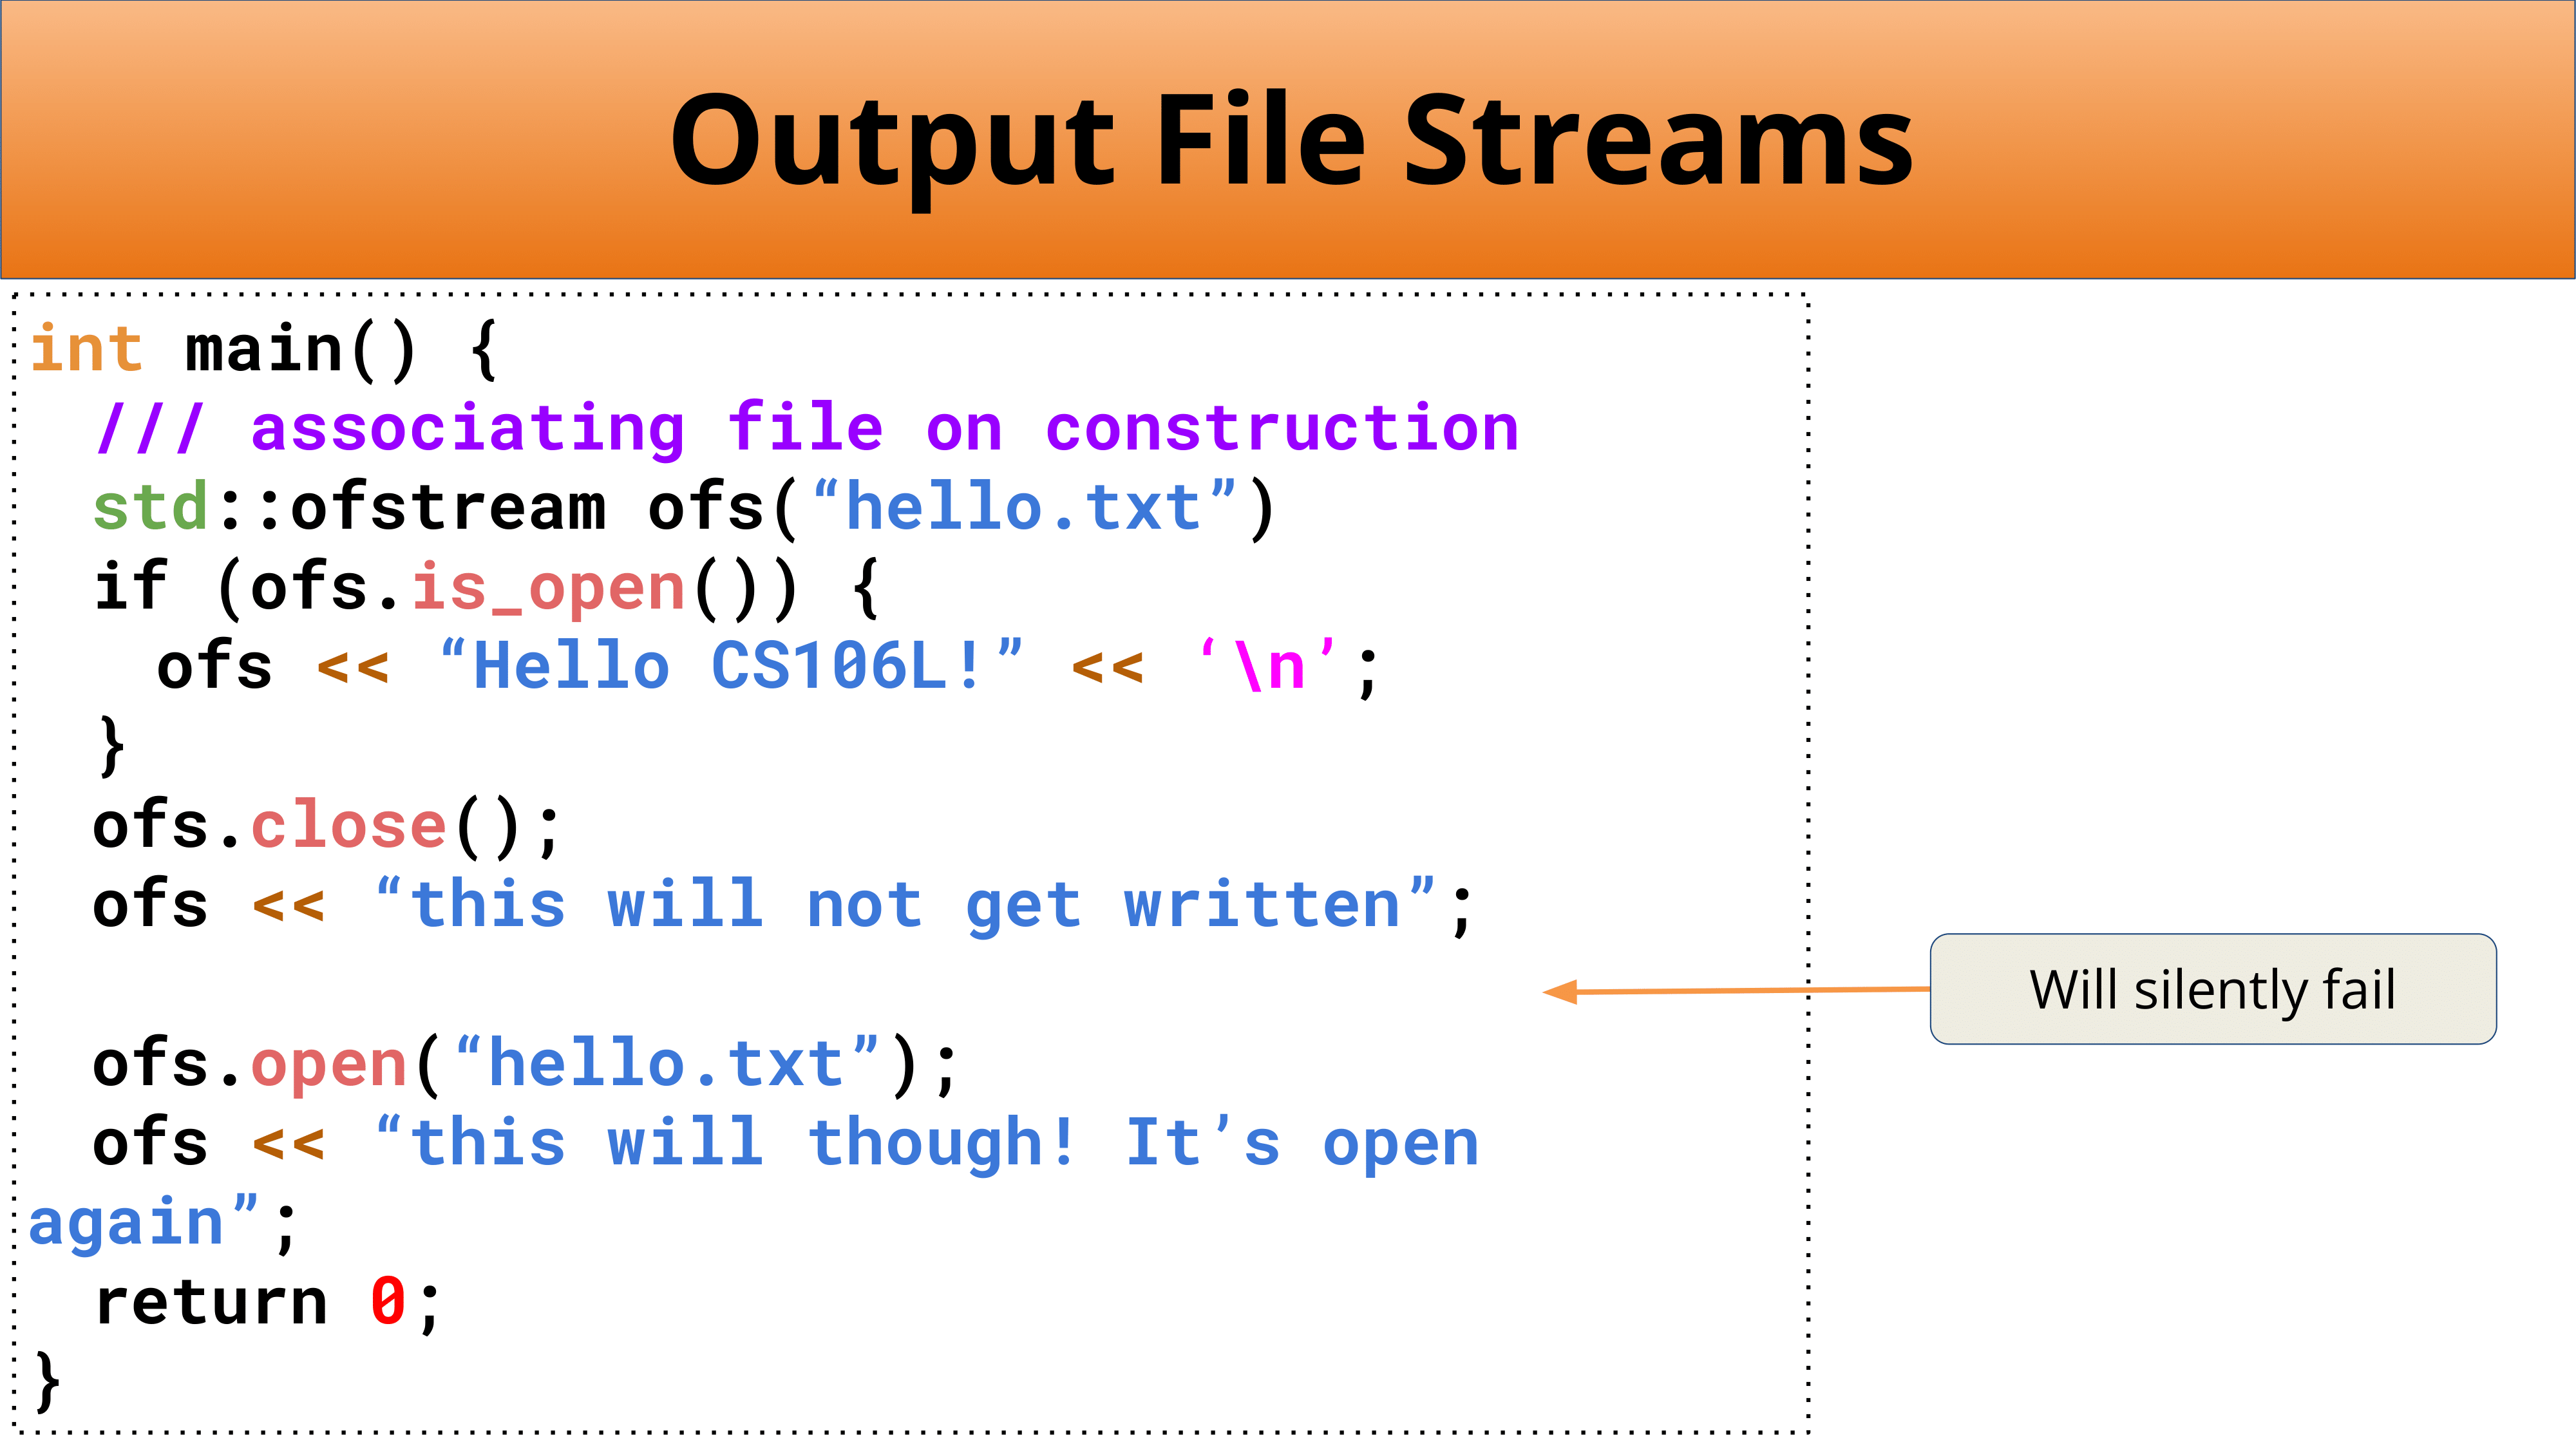 Output File Streams
int main() {
/// associating file on construction
std::ofstream ofs(“hello.txt”)
if (ofs.is_open()) {
ofs << “Hello CS106L!” << ‘\n’;
}
ofs.close();
ofs << “this will not get written”;
Will silently fail
ofs.open(“hello.txt”);
ofs << “this will though! It’s open
again”;
return 0;
}